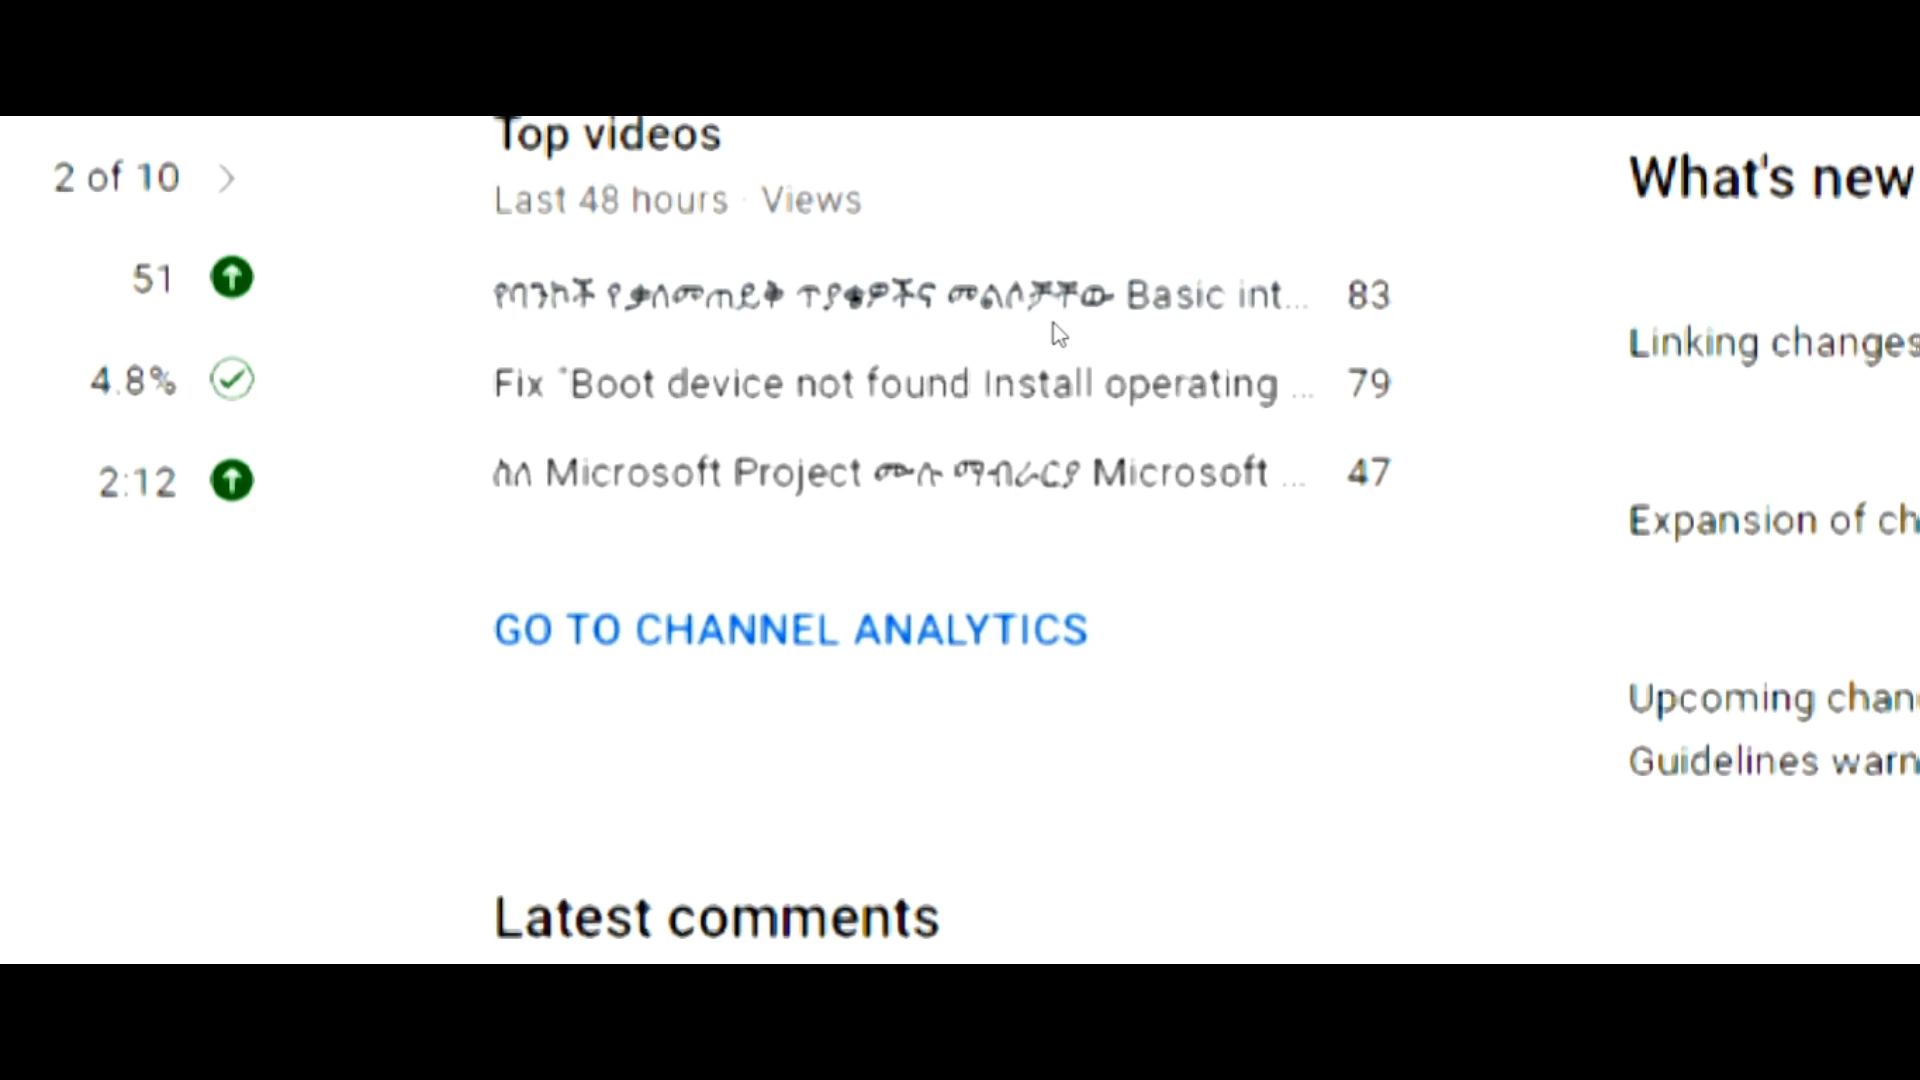 Top videos
2 of 10
What's new
Last 48 hours · Views
51
የባንኮች የቃለመጠይቅ ጥያቄዎችና መልሶቻቸው Basic int... 83
Linking changes
4.8%
Fix "Boot device not found Install operating ... 79
2:12
ስለ Microsoft Project ሙሉ ማብራርያ Microsoft ... 47
Expansion of ch
GO TO CHANNEL ANALYTICS
Upcoming chan
Guidelines warn
Latest comments